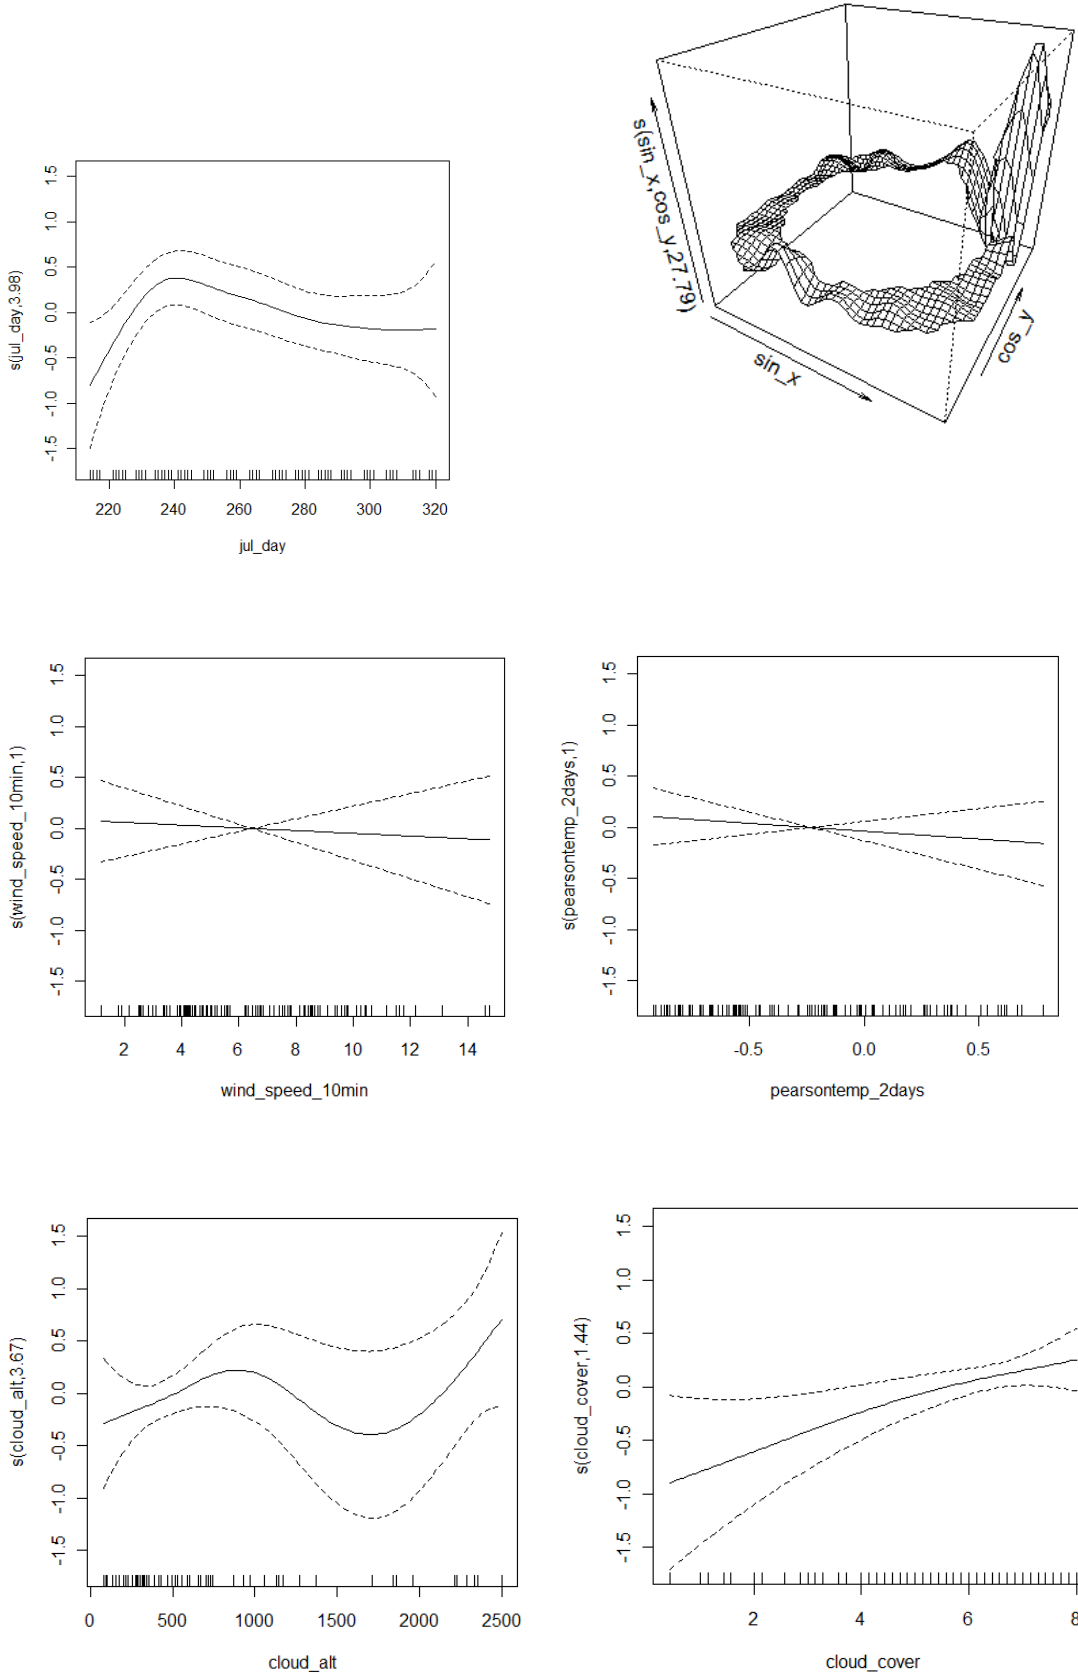 s(jul_day,3.98)
1.5
1.0
0.5
0.0
-0.5
-1.0
-1.5
220 240 260 280 300 320
jul_day
s(sin_x,cos_y,27.79)
sin_x
cos_y
s(wind_speed_10min,1)
1.5
1.0
0.5
0.0
-0.5
-1.0
-1.5
2 4 6 8 10 12 14
wind_speed_10min
s(pearsontemp_2days,1)
1.5
1.0
0.5
0.0
-0.5
-1.0
-1.5
-0.5 0.0 0.5
pearsontemp_2days
s(cloud_alt,3.67)
1.5
1.0
0.5
0.0
-0.5
-1.0
-1.5
0 500 1000 1500 2000 2500
cloud_alt
s(cloud_cover,1.44)
1.5
1.0
0.5
0.0
-0.5
-1.0
-1.5
2 4 6 8
cloud_cover